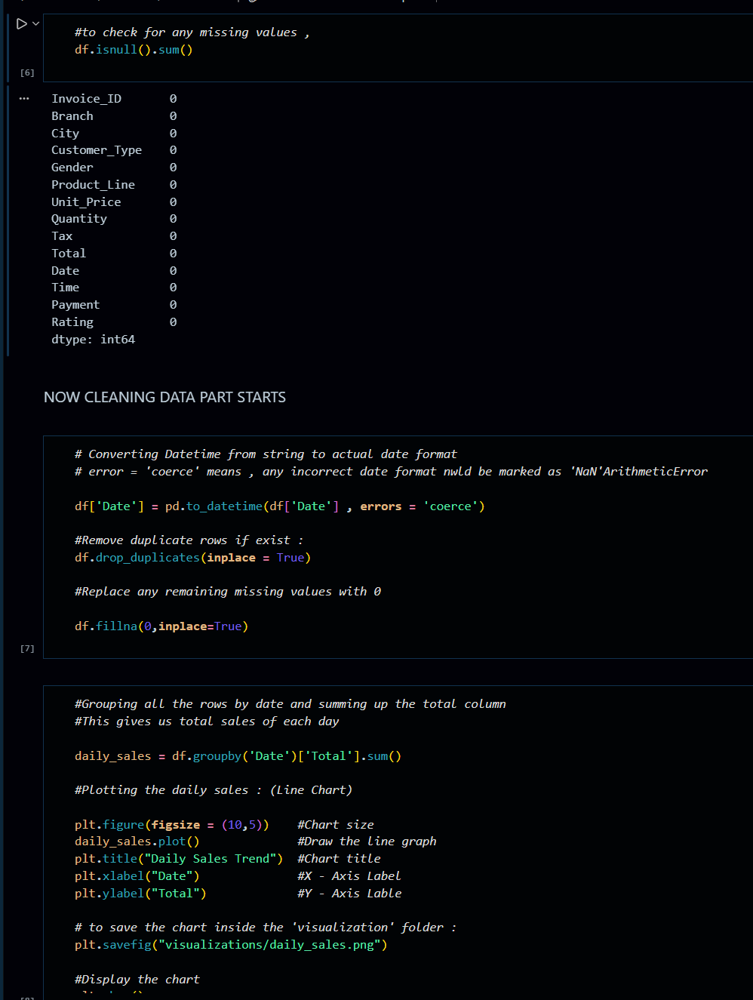 #to check for any missing values ,
df.isnull().sum()
[6]
...
Invoice_ID 0
Branch 0
City 0
Customer_Type 0
Gender 0
Product_Line 0
Unit_Price 0
Quantity 0
Tax 0
Total 0
Date 0
Time 0
Payment 0
Rating 0
dtype: int64
NOW CLEANING DATA PART STARTS
# Converting Datetime from string to actual date format
# error = 'coerce' means , any incorrect date format nwld be marked as 'NaN'ArithmeticError
df['Date'] = pd.to_datetime(df['Date'] , errors = 'coerce')
#Remove duplicate rows if exist :
df.drop_duplicates(inplace = True)
#Replace any remaining missing values with 0
df.fillna(0,inplace=True)
[7]
#Grouping all the rows by date and summing up the total column
#This gives us total sales of each day
daily_sales = df.groupby('Date')['Total'].sum()
#Plotting the daily sales : (Line Chart)
plt.figure(figsize = (10,5)) #Chart size
daily_sales.plot() #Draw the line graph
plt.title("Daily Sales Trend") #Chart title
plt.xlabel("Date") #X - Axis Label
plt.ylabel("Total") #Y - Axis Lable
# to save the chart inside the 'visualization' folder :
plt.savefig("visualizations/daily_sales.png")
#Display the chart